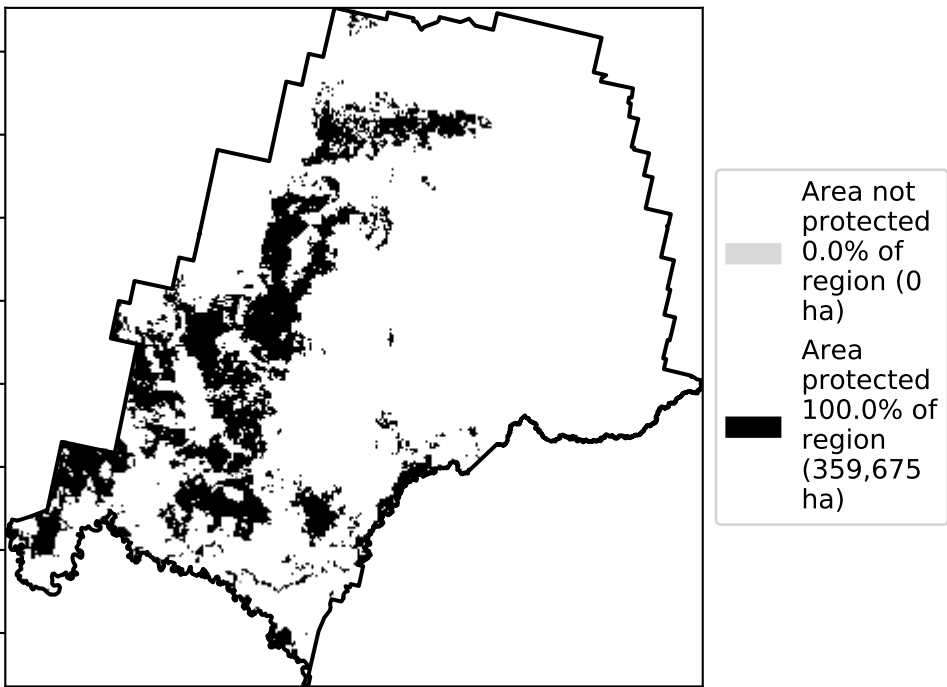 Area not
protected
0.0% of
region (0
ha)
Area
protected
100.0% of
region
(359,675
ha)